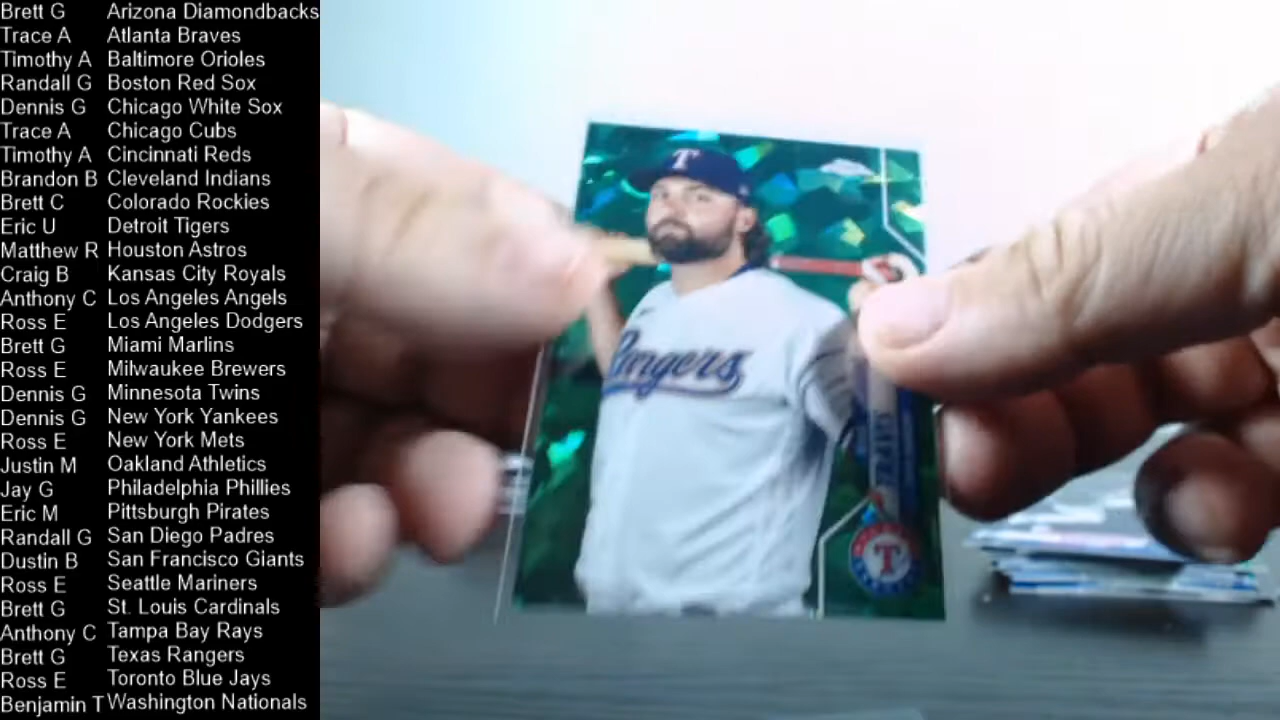 Brett G Arizona Diamondbacks
Trace A Atlanta Braves
Timothy A Baltimore Orioles
Randall G Boston Red Sox
Dennis G Chicago White Sox
Trace A Chicago Cubs
Timothy A Cincinnati Reds
Brandon B Cleveland Indians
Brett C Colorado Rockies
Eric U Detroit Tigers
Matthew R Houston Astros
Craig B Kansas City Royals
Anthony C Los Angeles Angels
Ross E Los Angeles Dodgers
Brett G Miami Marlins
Ross E Milwaukee Brewers
Dennis G Minnesota Twins
Dennis G New York Yankees
Ross E New York Mets
Justin M Oakland Athletics
Jay G Philadelphia Phillies
Eric M Pittsburgh Pirates
Randall G San Diego Padres
Dustin B San Francisco Giants
Ross E Seattle Mariners
Brett G St. Louis Cardinals
Anthony C Tampa Bay Rays
Brett G Texas Rangers
Ross E Toronto Blue Jays
Benjamin T Washington Nationals
T
Rangers
T